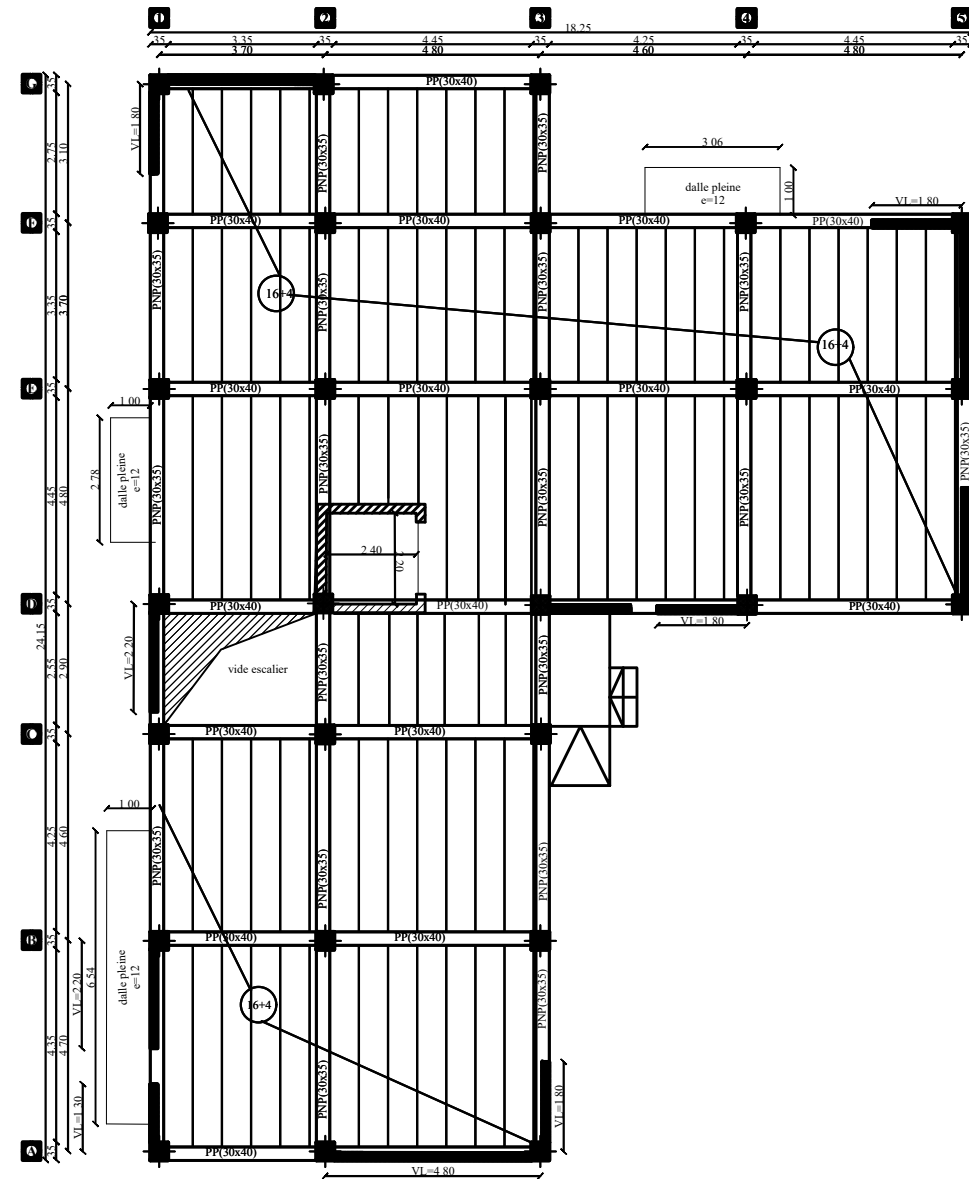 1 2 3 4 5
18.25
35 3.35 35 4.45 35 4.25 35 4.45 35
3.70 4.80 4.60 4.80
G
PP(30x40)
35
VL=1.80
2.75
3.10
PNP(30x35) PNP(30x35)
3.06
dalle pleine
e=12
1.00
VL=1.80
35
PP(30x40) PP(30x40) PP(30x40) PP(30x40)
PNP(30x35) PNP(30x35) PNP(30x35) PNP(30x35)
3.35
3.70
16+4
16+4
35
PP(30x40) PP(30x40) PP(30x40) PP(30x40)
1.00
2.78
dalle pleine
e=12
4.45
4.80
PNP(30x35) PNP(30x35) PNP(30x35) PNP(30x35) PNP(30x35)
2.40
2.20
D
35
PP(30x40) PP(30x40) PP(30x40)
VL=1.80
24.15
VL=2.20
2.55
2.90
vide escalier
PNP(30x35) PNP(30x35)
C
35
PP(30x40) PP(30x40)
1.00
4.25
4.60
PNP(30x35) PNP(30x35) PNP(30x35)
B
35
PP(30x40) PP(30x40)
dalle pleine
e=12
6.54
VL=2.20
PNP(30x35)
16+4
4.35
4.70
PNP(30x35)
VL=1.30
VL=1.80
A
35
PP(30x40)
VL=4.80